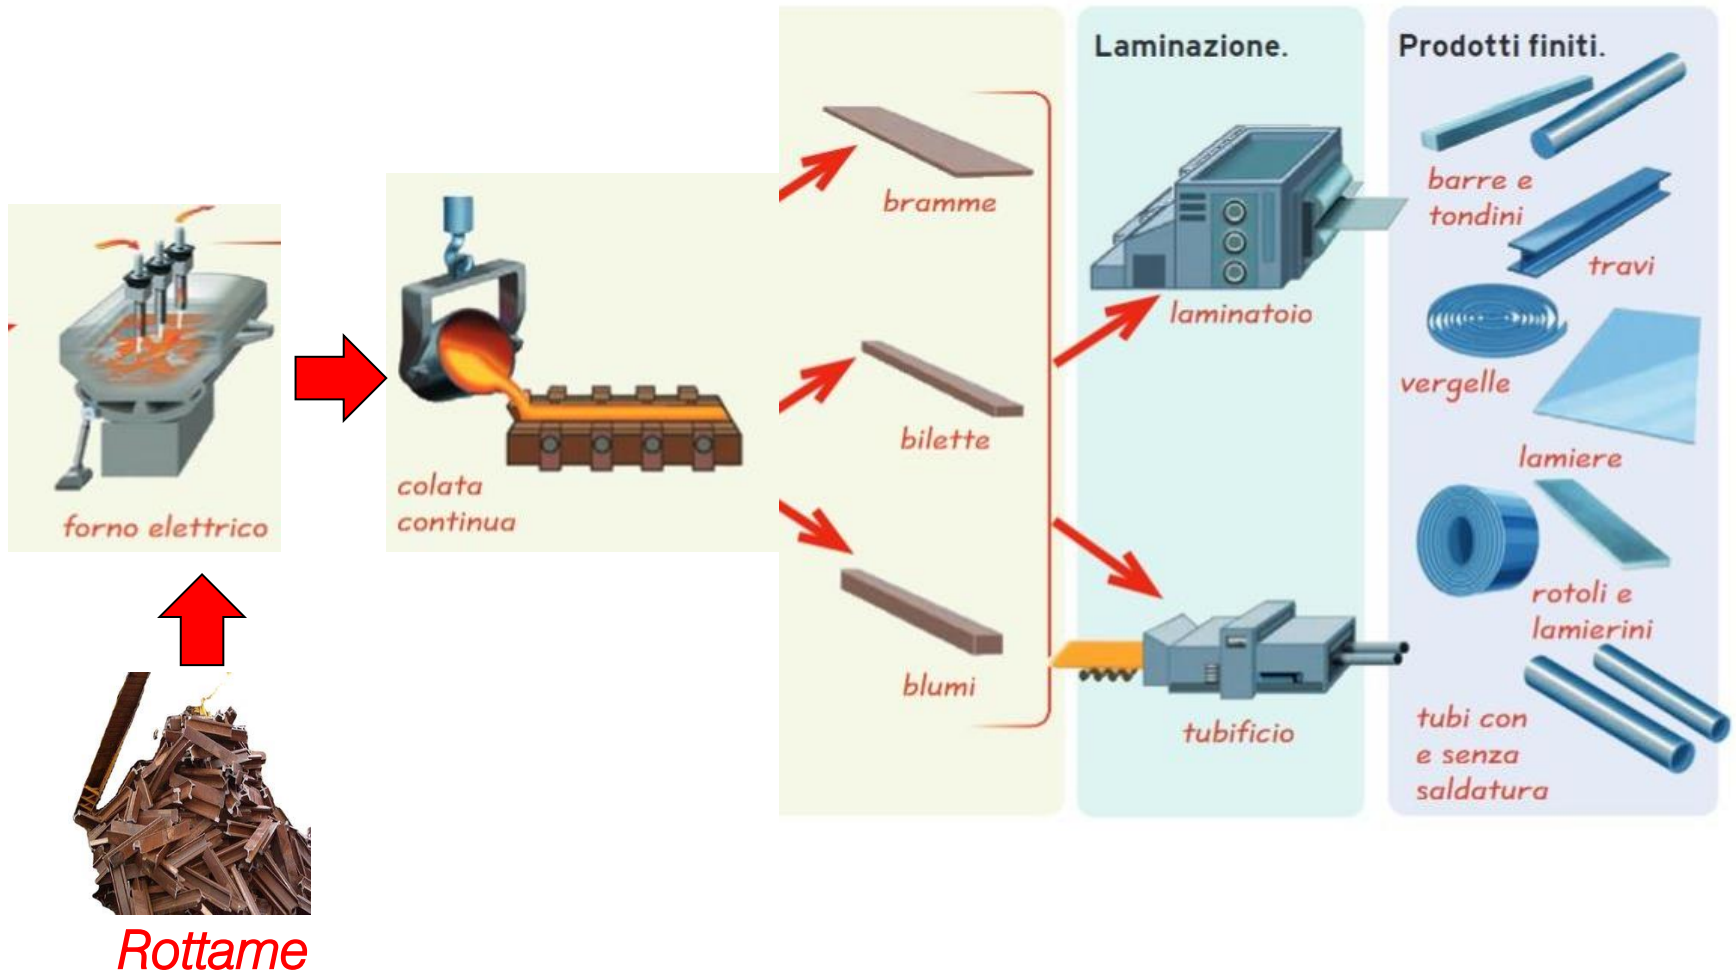 forno elettrico
Rottame
colata
continua
bramme
bilette
blumi
Laminazione.
laminatoio
tubificio
Prodotti finiti.
barre e
tondini
travi
vergelle
lamiere
rotoli e
lamierini
tubi con
e senza
saldatura